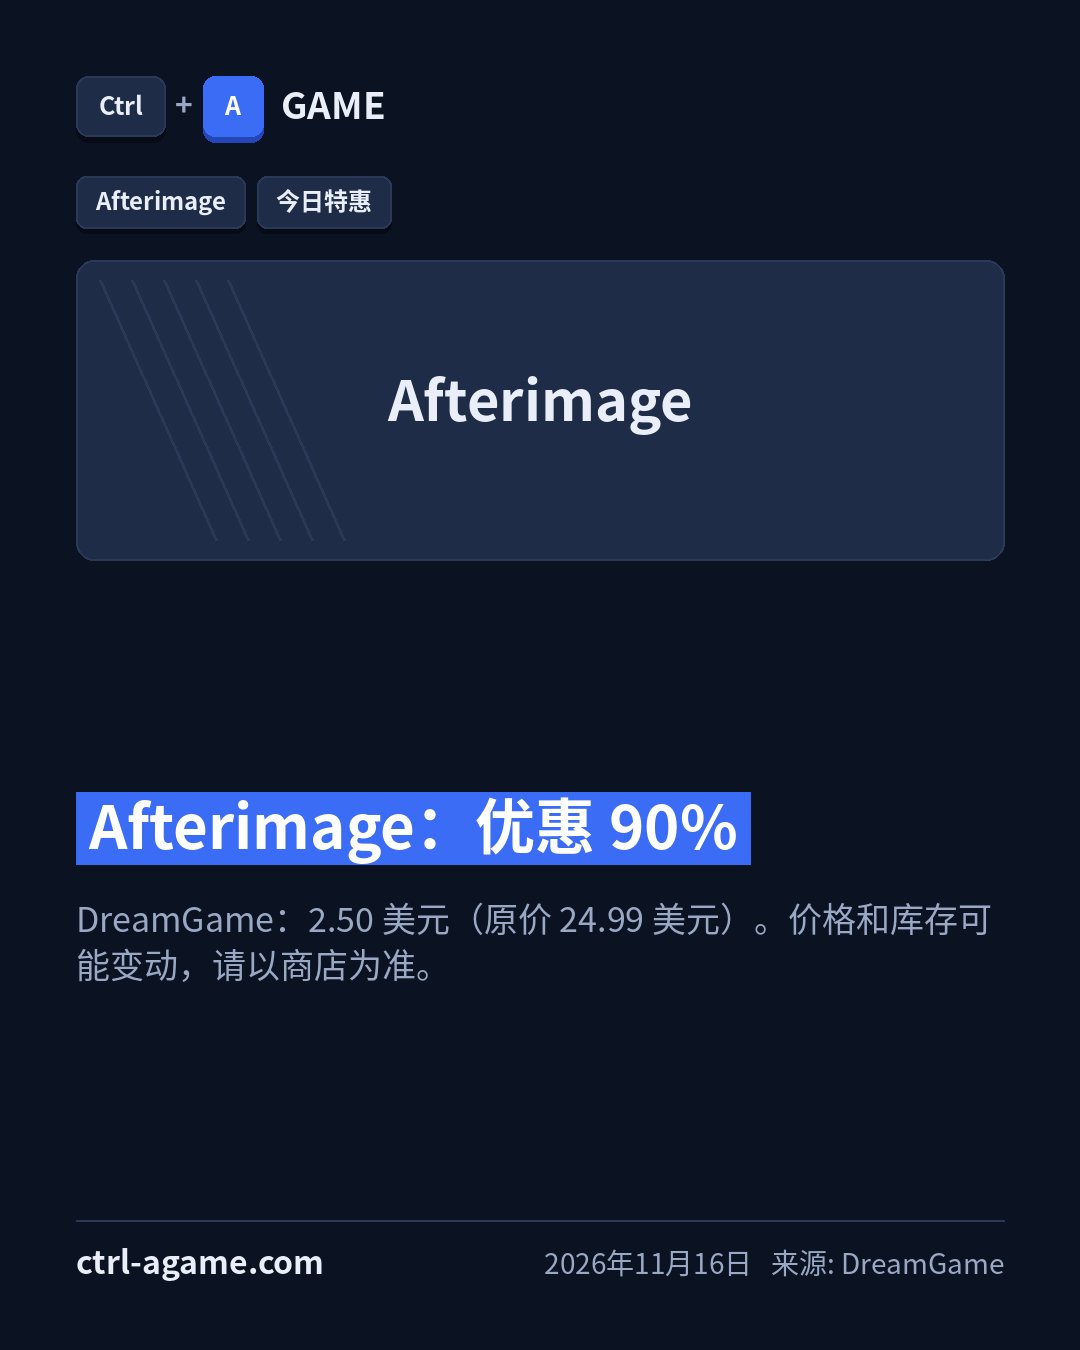 Ctrl + A GAME
Afterimage 今日特惠
Afterimage
Afterimage：优惠 90%
DreamGame：2.50 美元（原价 24.99 美元）。价格和库存可
能变动，请以商店为准。
ctrl-agame.com 2026年11月16日 来源: DreamGame